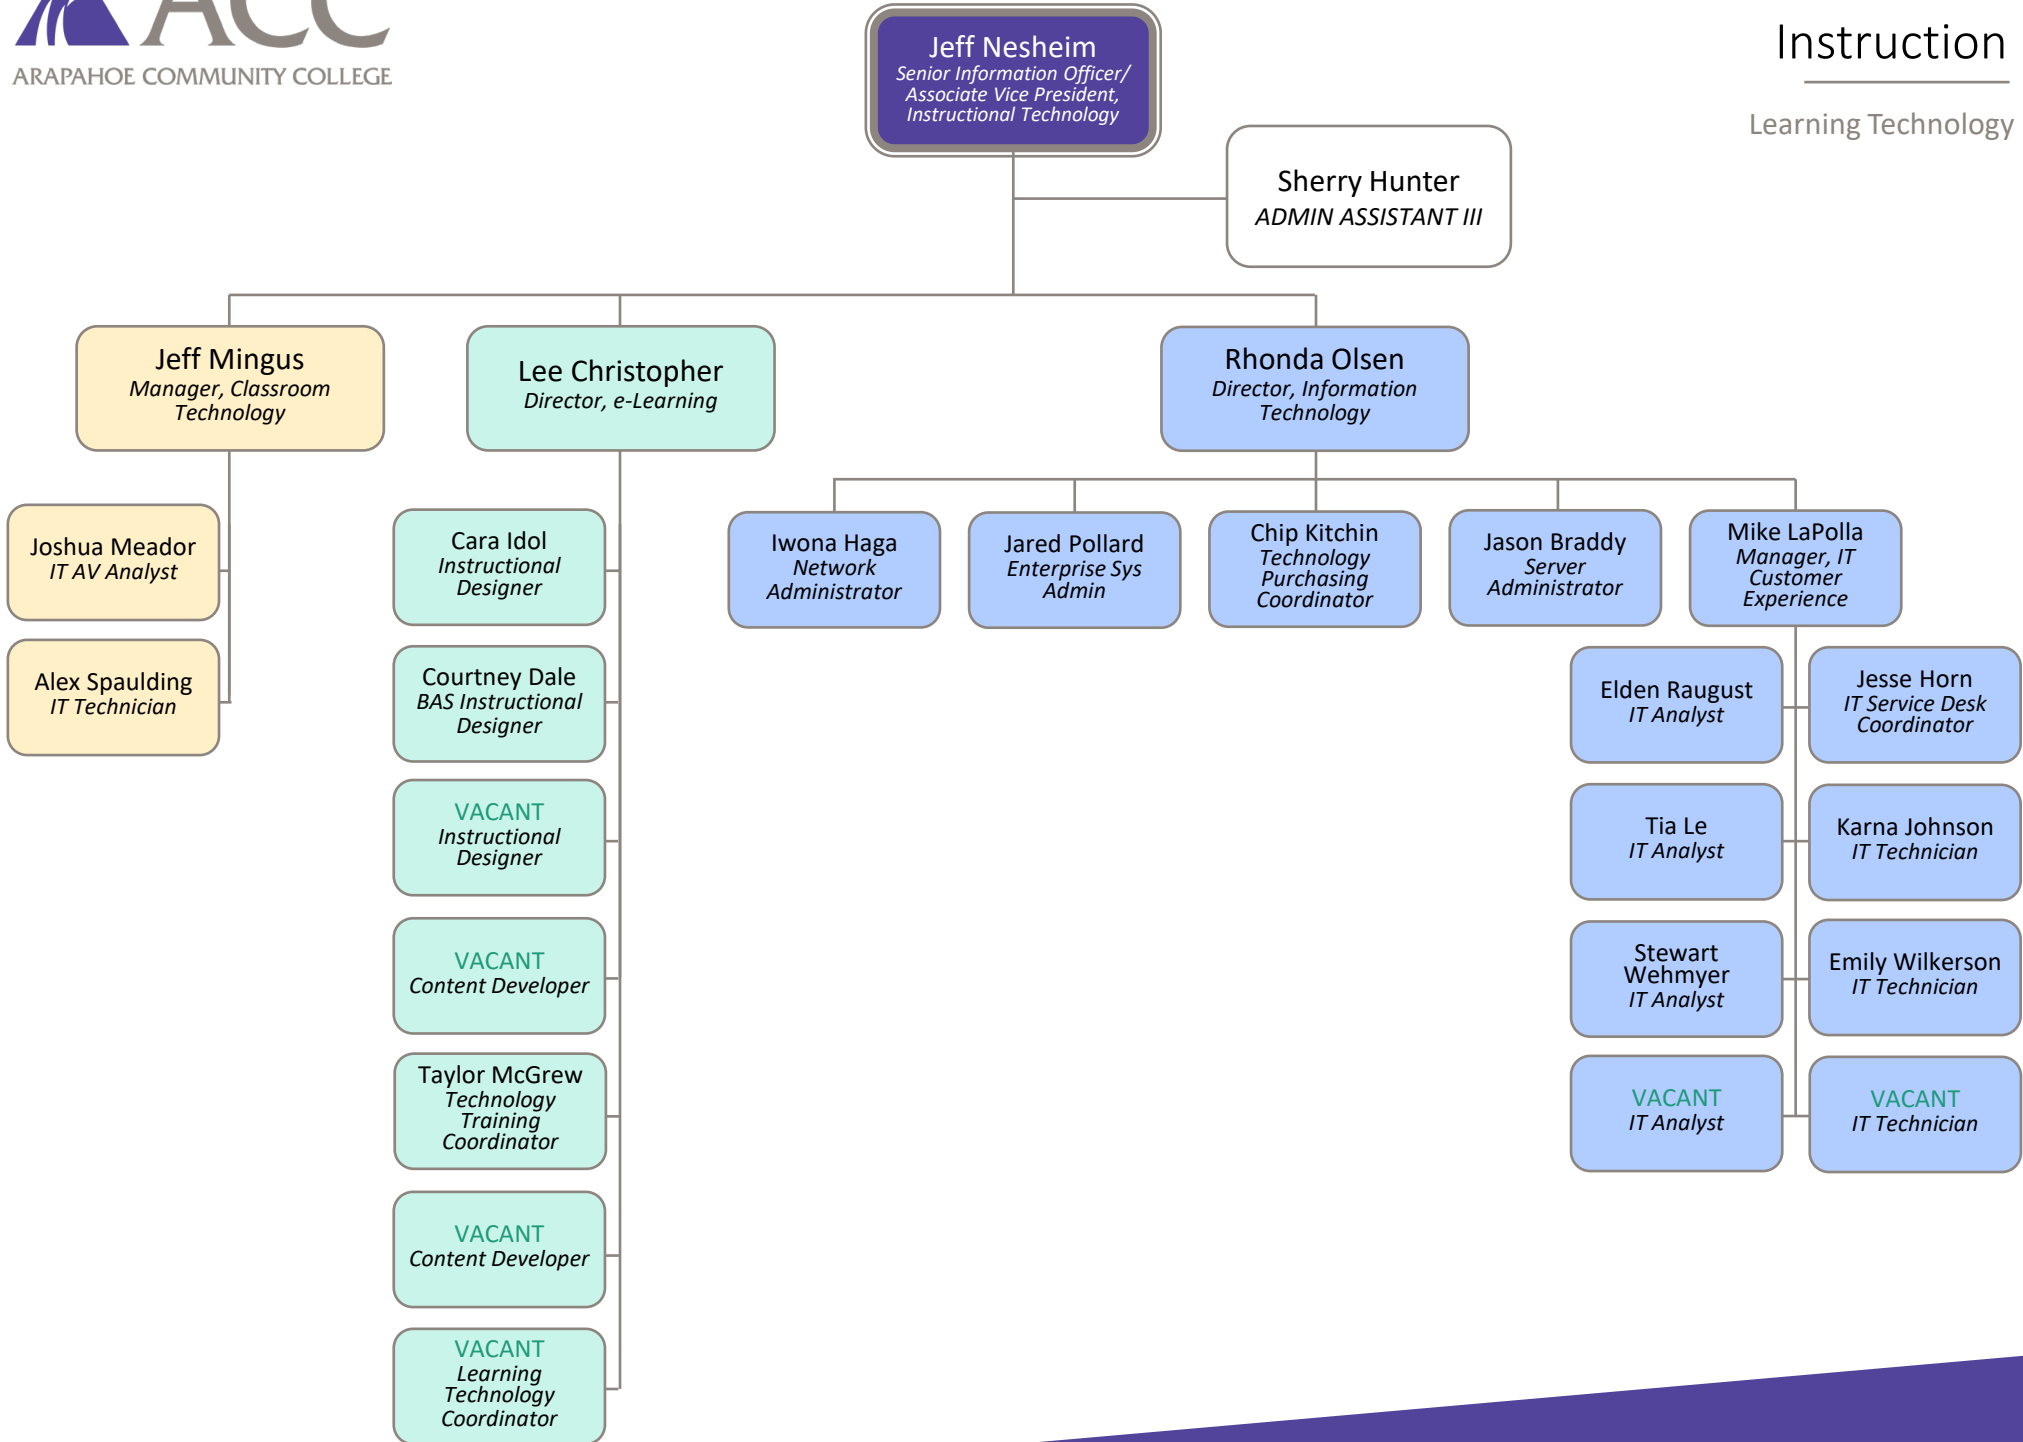 ACC
ARAPAHOE COMMUNITY COLLEGE
Instruction
Learning Technology
Jeff Nesheim
Senior Information Officer/
Associate Vice President,
Instructional Technology
Sherry Hunter
ADMIN ASSISTANT III
Jeff Mingus
Manager, Classroom
Technology
Lee Christopher
Director, e-Learning
Rhonda Olsen
Director, Information
Technology
Joshua Meador
IT AV Analyst
Alex Spaulding
IT Technician
Cara Idol
Instructional
Designer
Courtney Dale
BAS Instructional
Designer
VACANT
Instructional
Designer
VACANT
Content Developer
Taylor McGrew
Technology
Training
Coordinator
VACANT
Content Developer
VACANT
Learning
Technology
Coordinator
Iwona Haga
Network
Administrator
Jared Pollard
Enterprise Sys
Admin
Chip Kitchin
Technology
Purchasing
Coordinator
Jason Braddy
Server
Administrator
Mike LaPolla
Manager, IT
Customer
Experience
Elden Raugust
IT Analyst
Jesse Horn
IT Service Desk
Coordinator
Tia Le
IT Analyst
Karna Johnson
IT Technician
Stewart
Wehmyer
IT Analyst
Emily Wilkerson
IT Technician
VACANT
IT Analyst
VACANT
IT Technician